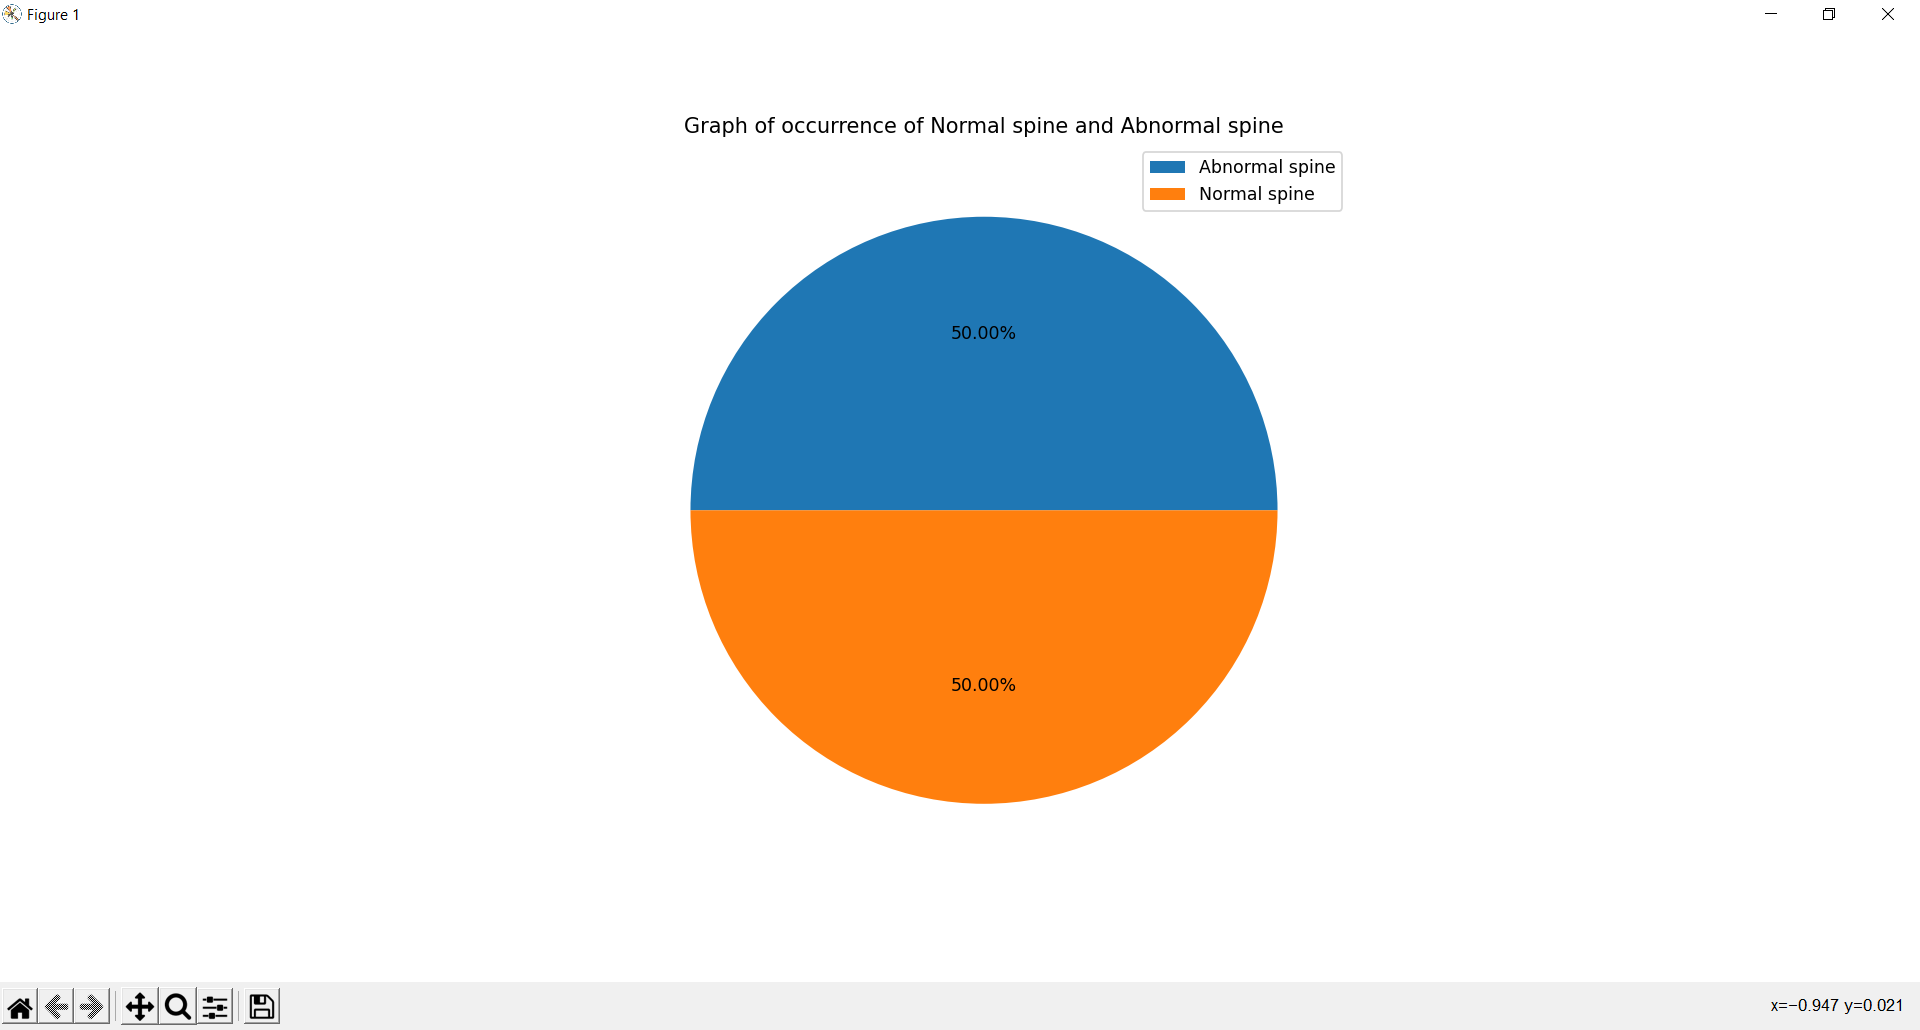 Figure 1
Graph of occurrence of Normal spine and Abnormal spine
Abnormal spine
Normal spine
50.00%
50.00%
x=−0.947 y=0.021